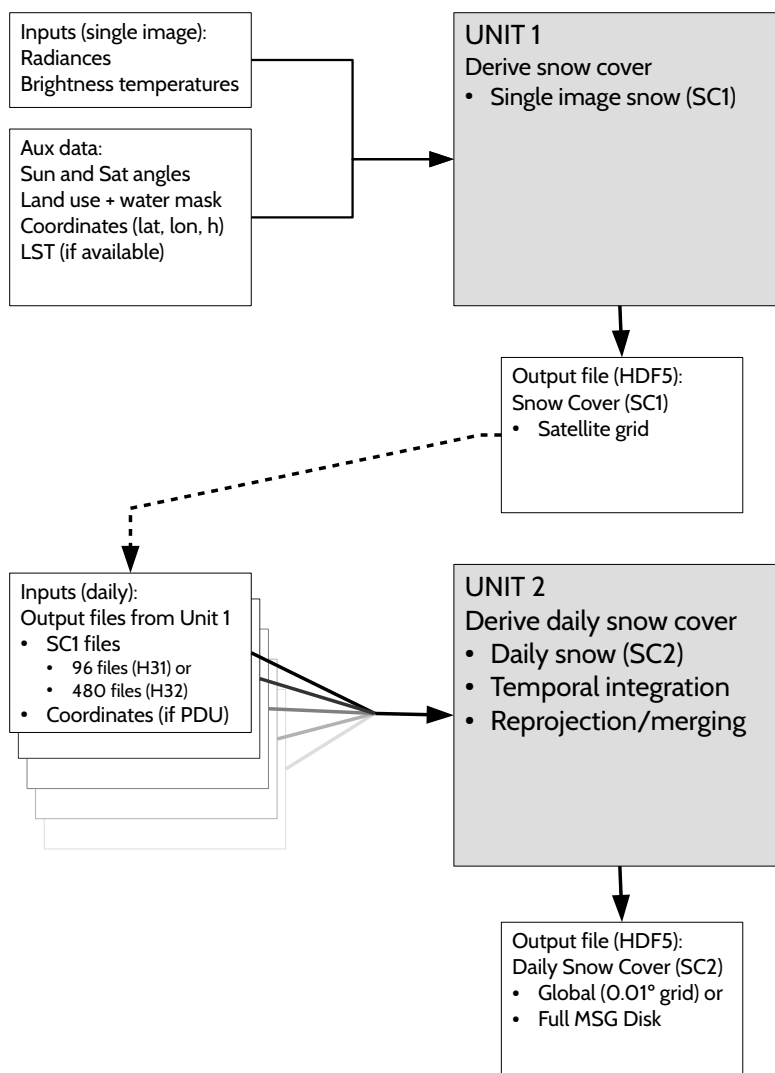 Inputs (single image):
Radiances
Brightness temperatures
Aux data:
Sun and Sat angles
Land use + water mask
Coordinates (lat, lon, h)
LST (if available)
UNIT 1
Derive snow cover
• Single image snow (SC1)
Output file (HDF5):
Snow Cover (SC1)
• Satellite grid
Inputs (daily):
Output files from Unit 1
• SC1 files
• 96 files (H31) or
• 480 files (H32)
• Coordinates (if PDU)
UNIT 2
Derive daily snow cover
• Daily snow (SC2)
• Temporal integration
• Reprojection/merging
Output file (HDF5):
Daily Snow Cover (SC2)
• Global (0.01º grid) or
• Full MSG Disk